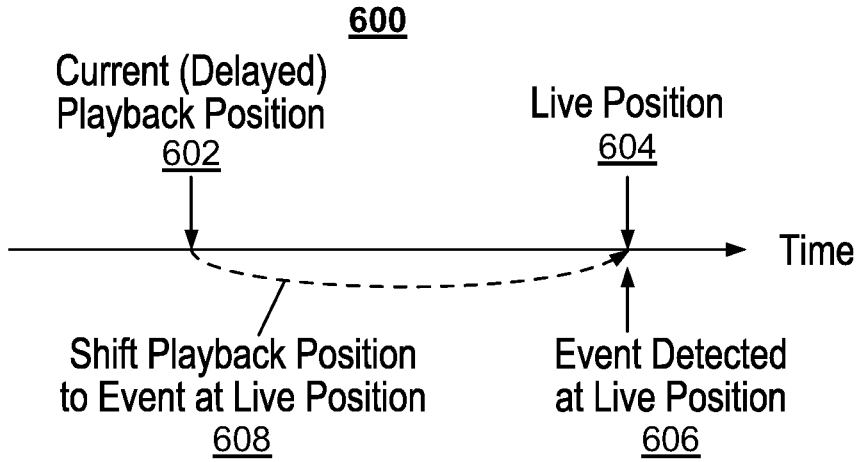 600
Current (Delayed)
Playback Position
602
Live Position
604
Time
Shift Playback Position
to Event at Live Position
608
Event Detected
at Live Position
606